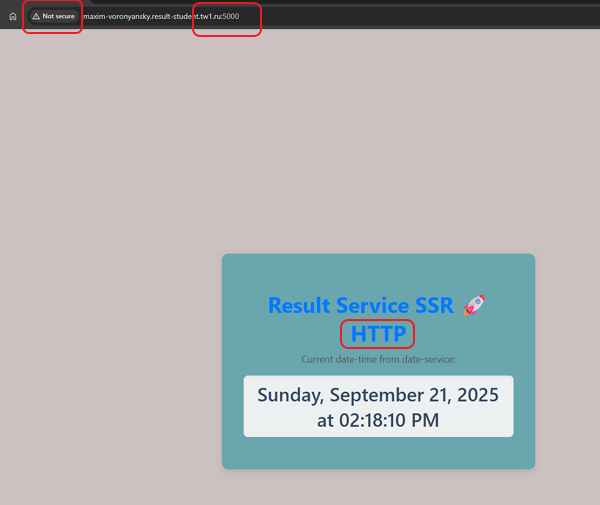 Not secure maxim-voronyansky.result-student.tw1.ru:5000
Result Service SSR 🚀
HTTP
Current date-time from date-service:
Sunday, September 21, 2025
at 02:18:10 PM